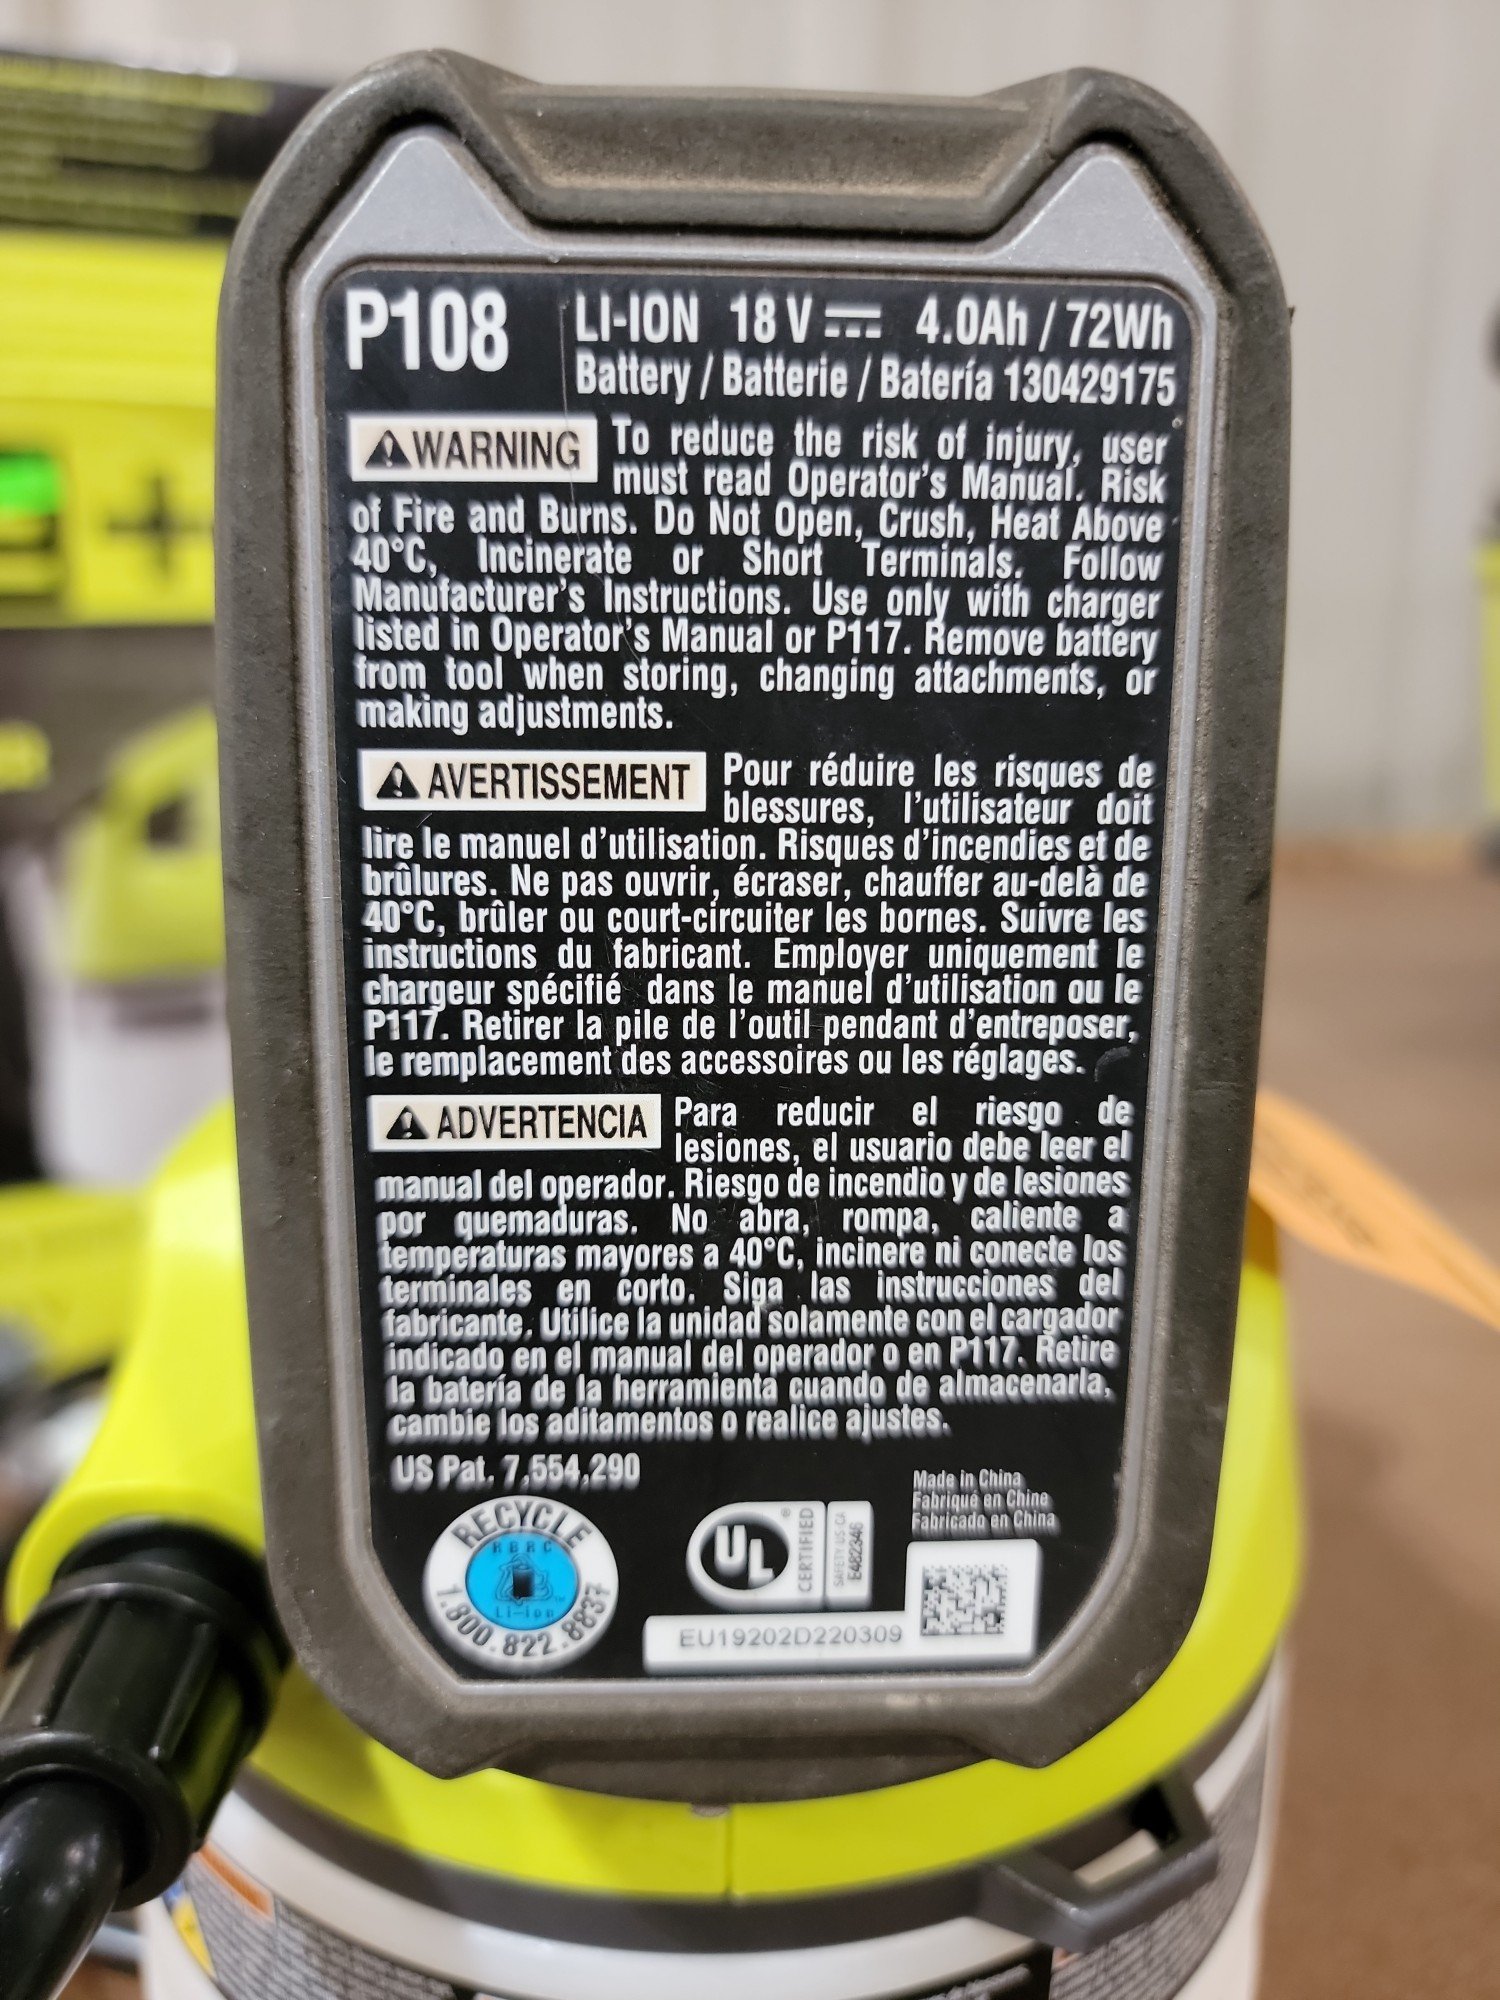 P108 LI-ION 18 V 4.0Ah / 72Wh
Battery / Batterie / Batería 130429175
WARNING To reduce the risk of injury, user
must read Operator's Manual. Risk
of Fire and Burns. Do Not Open, Crush, Heat Above
40°C, Incinerate or Short Terminals. Follow
Manufacturer's Instructions. Use only with charger
listed in Operator's Manual or P117. Remove battery
from tool when storing, changing attachments, or
making adjustments.
AVERTISSEMENT Pour réduire les risques de
blessures, l'utilisateur doit
lire le manuel d'utilisation. Risques d'incendies et de
brûlures. Ne pas ouvrir, écraser, chauffer au-delà de
40°C, brûler ou court-circuiter les bornes. Suivre les
instructions du fabricant. Employer uniquement le
chargeur spécifié dans le manuel d'utilisation ou le
P117. Retirer la pile de l'outil pendant d'entreposer,
le remplacement des accessoires ou les réglages.
ADVERTENCIA Para reducir el riesgo de
lesiones, el usuario debe leer el
manual del operador. Riesgo de incendio y de lesiones
por quemaduras. No abra, rompa, caliente a
temperaturas mayores a 40°C, incinere ni conecte los
terminales en corto. Siga las instrucciones del
fabricante. Utilice la unidad solamente con el cargador
indicado en el manual del operador o en P117. Retire
la batería de la herramienta cuando de almacenarla,
cambie los aditamentos o realice ajustes.
US Pat. 7,554,290
Made in China
Fabriqué en Chine
Fabricado en China
RECYCLE
RBRC
Li-ion
1.800.822.8837
UL ®
CERTIFIED
SAFETY US-CA
E482346
EU19202D220309